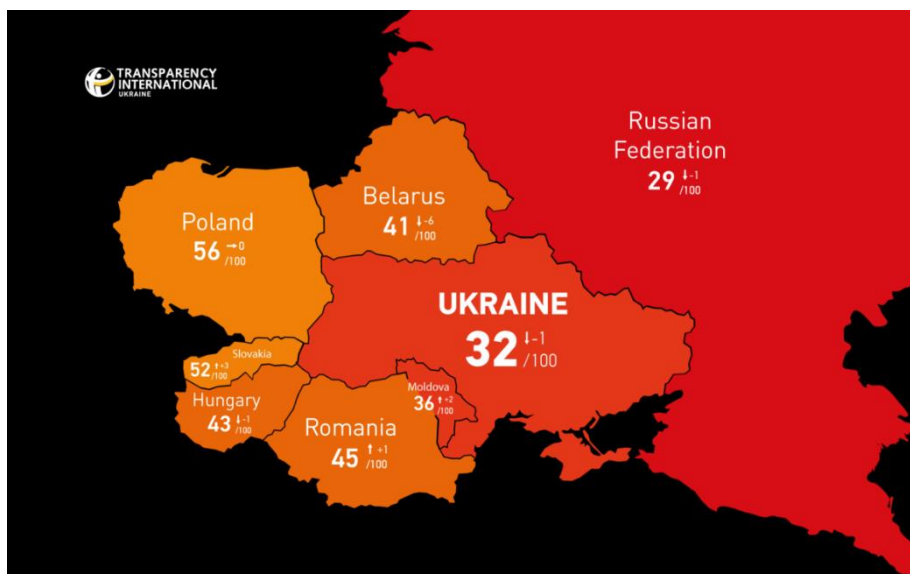 TRANSPARENCY
INTERNATIONAL
UKRAINE
Russian
Federation
29 ↓-1
/100
Belarus
41 ↓-6
/100
Poland
56 →0
/100
UKRAINE
32 ↓-1
/100
Slovakia
52 ↑+3
/100
Moldova
36 ↑+2
/100
Hungary
43 ↓-1
/100
Romania
45 ↑+1
/100